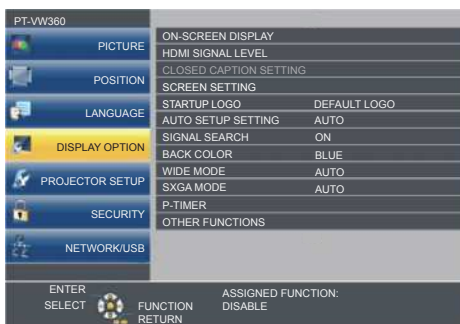 PT-VW360
PICTURE
POSITION
LANGUAGE
DISPLAY OPTION
PROJECTOR SETUP
SECURITY
NETWORK/USB
ON-SCREEN DISPLAY
HDMI SIGNAL LEVEL
CLOSED CAPTION SETTING
SCREEN SETTING
STARTUP LOGO DEFAULT LOGO
AUTO SETUP SETTING AUTO
SIGNAL SEARCH ON
BACK COLOR BLUE
WIDE MODE AUTO
SXGA MODE AUTO
P-TIMER
OTHER FUNCTIONS
ENTER
SELECT
FUNCTION
RETURN
ASSIGNED FUNCTION:
DISABLE